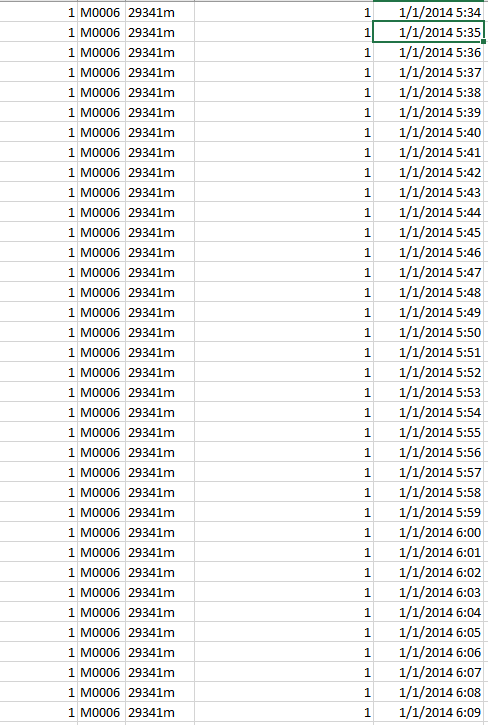 1 M0006 29341m 1 1/1/2014 5:34
1 M0006 29341m 1 1/1/2014 5:35
1 M0006 29341m 1 1/1/2014 5:36
1 M0006 29341m 1 1/1/2014 5:37
1 M0006 29341m 1 1/1/2014 5:38
1 M0006 29341m 1 1/1/2014 5:39
1 M0006 29341m 1 1/1/2014 5:40
1 M0006 29341m 1 1/1/2014 5:41
1 M0006 29341m 1 1/1/2014 5:42
1 M0006 29341m 1 1/1/2014 5:43
1 M0006 29341m 1 1/1/2014 5:44
1 M0006 29341m 1 1/1/2014 5:45
1 M0006 29341m 1 1/1/2014 5:46
1 M0006 29341m 1 1/1/2014 5:47
1 M0006 29341m 1 1/1/2014 5:48
1 M0006 29341m 1 1/1/2014 5:49
1 M0006 29341m 1 1/1/2014 5:50
1 M0006 29341m 1 1/1/2014 5:51
1 M0006 29341m 1 1/1/2014 5:52
1 M0006 29341m 1 1/1/2014 5:53
1 M0006 29341m 1 1/1/2014 5:54
1 M0006 29341m 1 1/1/2014 5:55
1 M0006 29341m 1 1/1/2014 5:56
1 M0006 29341m 1 1/1/2014 5:57
1 M0006 29341m 1 1/1/2014 5:58
1 M0006 29341m 1 1/1/2014 5:59
1 M0006 29341m 1 1/1/2014 6:00
1 M0006 29341m 1 1/1/2014 6:01
1 M0006 29341m 1 1/1/2014 6:02
1 M0006 29341m 1 1/1/2014 6:03
1 M0006 29341m 1 1/1/2014 6:04
1 M0006 29341m 1 1/1/2014 6:05
1 M0006 29341m 1 1/1/2014 6:06
1 M0006 29341m 1 1/1/2014 6:07
1 M0006 29341m 1 1/1/2014 6:08
1 M0006 29341m 1 1/1/2014 6:09